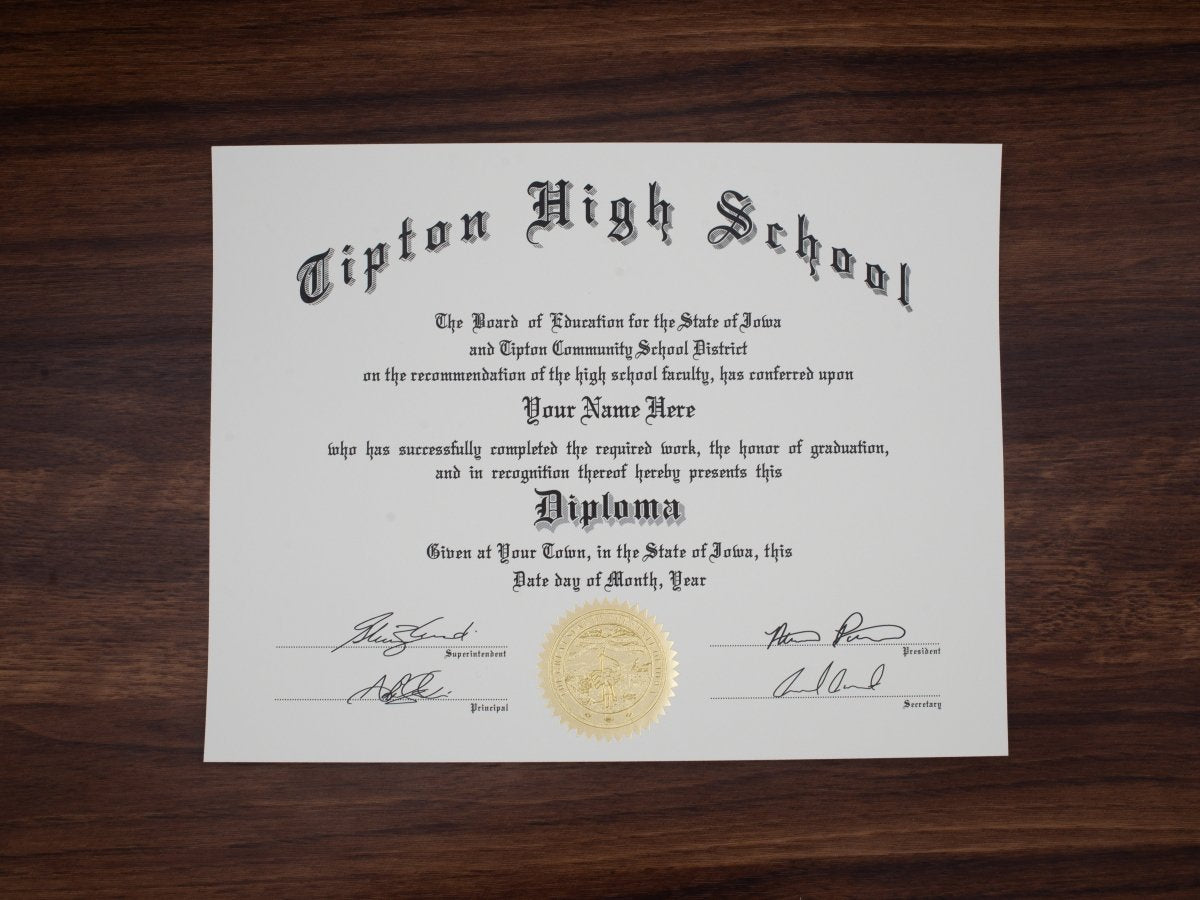 Tipton High School
The Board of Education for the State of Iowa
and Tipton Community School District
on the recommendation of the high school faculty, has conferred upon
Your Name Here
who has successfully completed the required work, the honor of graduation,
and in recognition thereof hereby presents this
Diploma
Given at Your Town, in the State of Iowa, this
Date day of Month, Year
Superintendent
President
Principal
Secretary